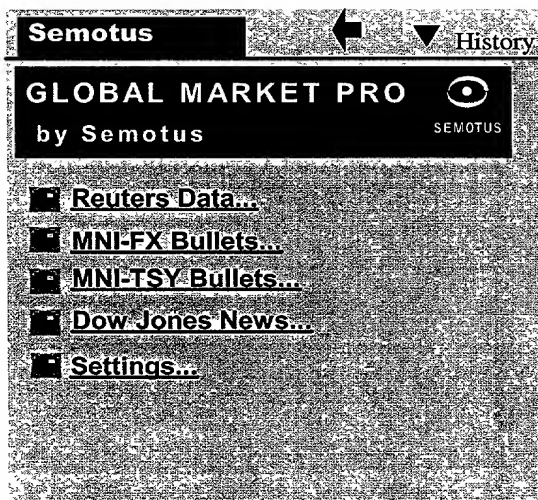 Semotus
History
GLOBAL MARKET PRO
by Semotus
SEMOTUS
Reuters Data...
MNI-FX Bullets...
MNI-TSY Bullets...
Dow Jones News...
Settings...